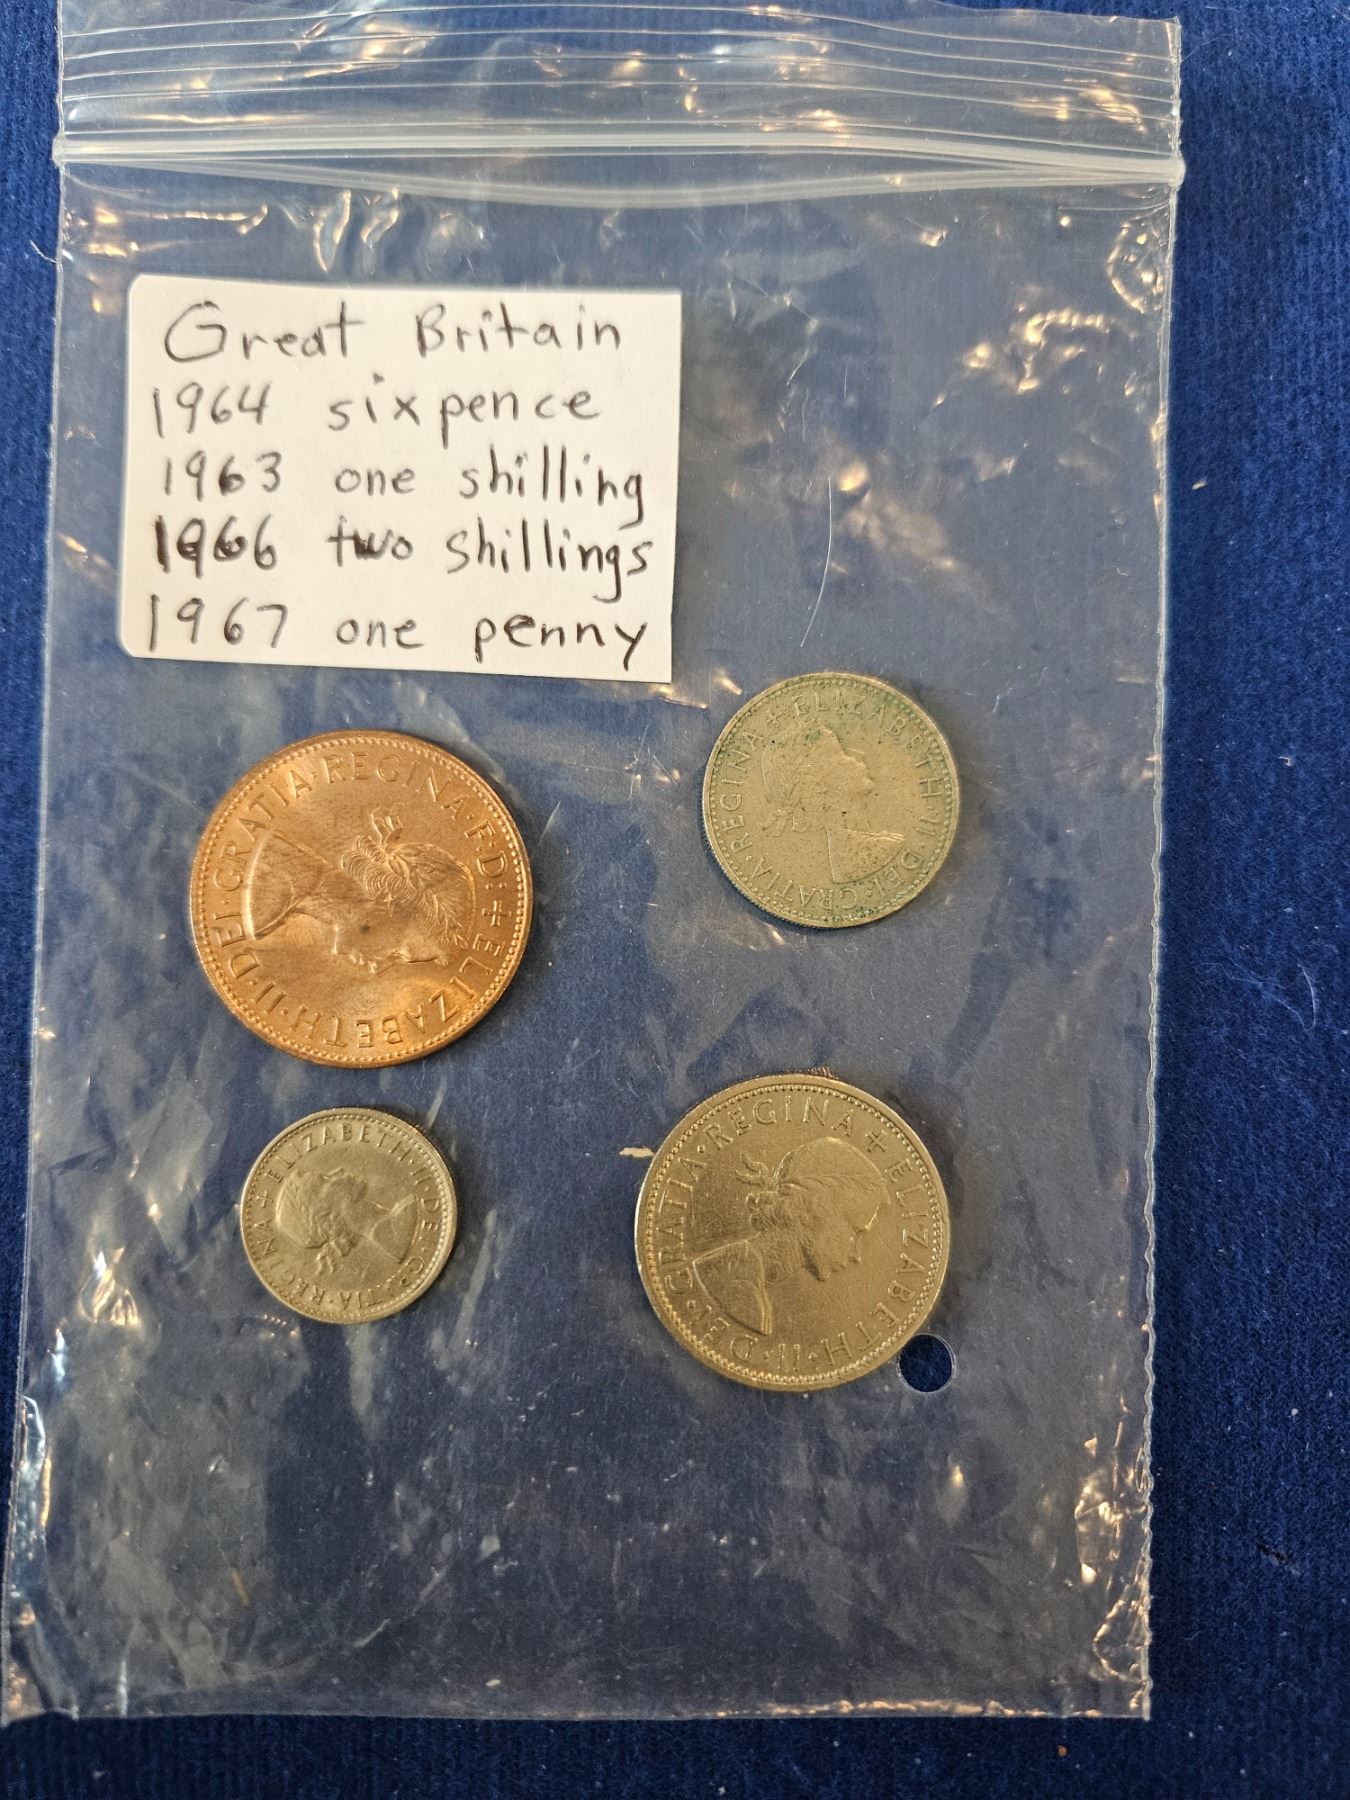 Great Britain
1964 sixpence
1963 one shilling
1966 two shillings
1967 one penny
+ ELIZABETH · II · DEI · GRATIA · REGINA · F : D :
+ ELIZABETH · II · DEI · GRATIA · REGINA
+ ELIZABETH · II · DEI · GRATIA · REGINA
+ ELIZABETH · II · DEI · GRATIA · REGINA